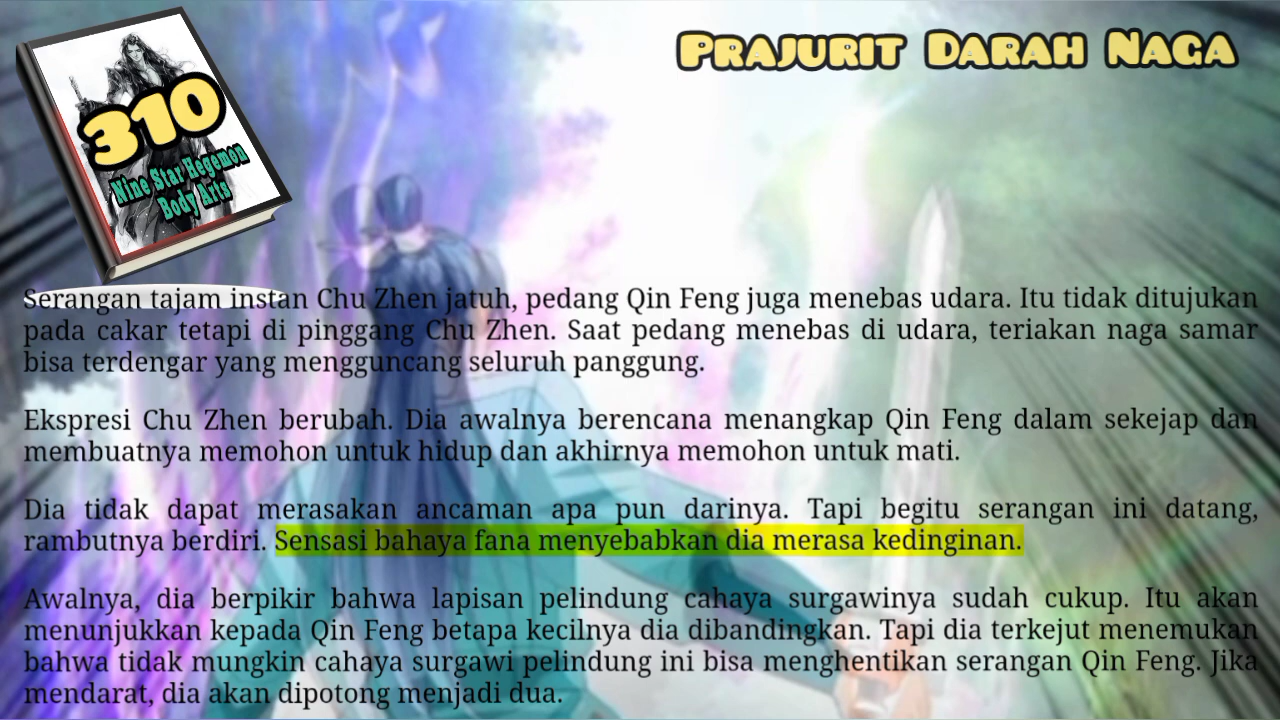 Prajurit Darah Naga
310
Nine Star Hegemon
Body Arts
Serangan tajam instan Chu Zhen jatuh, pedang Qin Feng juga menebas udara. Itu tidak ditujukan
pada cakar tetapi di pinggang Chu Zhen. Saat pedang menebas di udara, teriakan naga samar
bisa terdengar yang mengguncang seluruh panggung.
Ekspresi Chu Zhen berubah. Dia awalnya berencana menangkap Qin Feng dalam sekejap dan
membuatnya memohon untuk hidup dan akhirnya memohon untuk mati.
Dia tidak dapat merasakan ancaman apa pun darinya. Tapi begitu serangan ini datang,
rambutnya berdiri. Sensasi bahaya fana menyebabkan dia merasa kedinginan.
Awalnya, dia berpikir bahwa lapisan pelindung cahaya surgawinya sudah cukup. Itu akan
menunjukkan kepada Qin Feng betapa kecilnya dia dibandingkan. Tapi dia terkejut menemukan
bahwa tidak mungkin cahaya surgawi pelindung ini bisa menghentikan serangan Qin Feng. Jika
mendarat, dia akan dipotong menjadi dua.